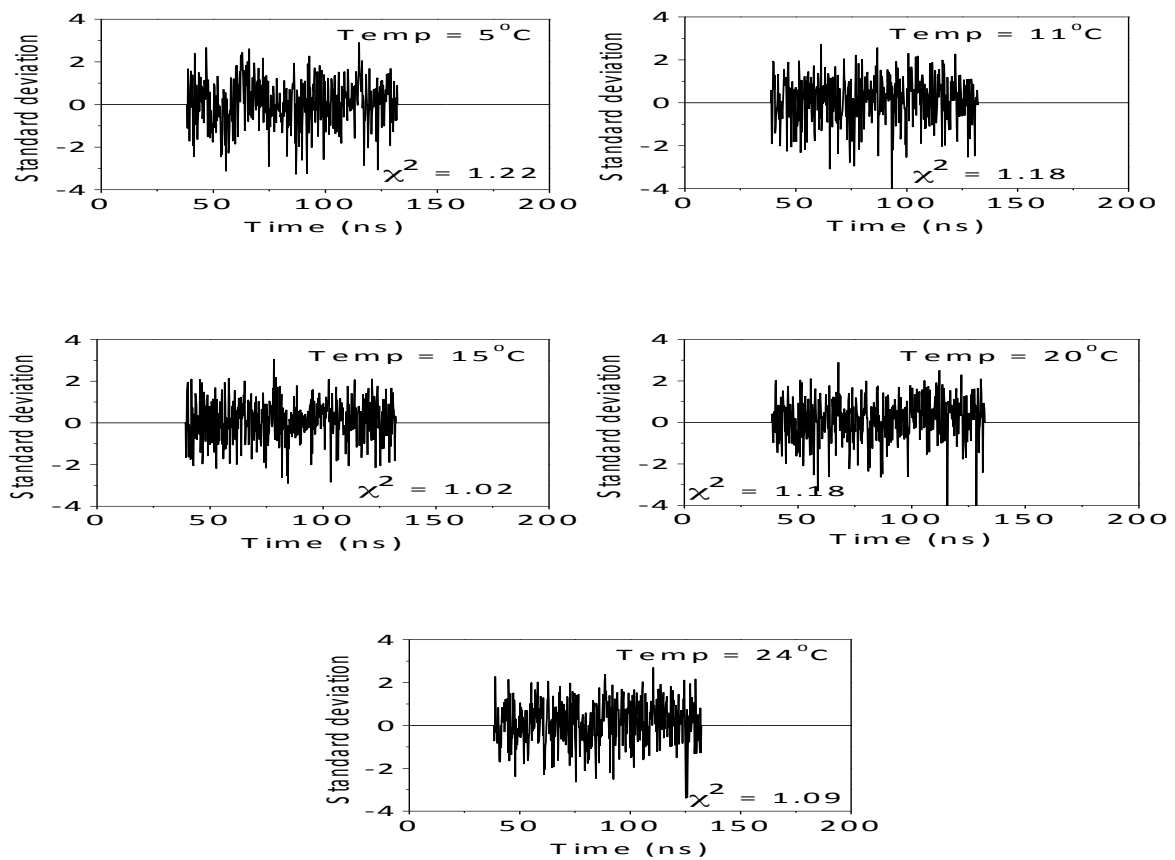 Temp = 5°C
Standard deviation
4
2
0
-2
-4
χ² = 1.22
0 50 100 150 200
Time (ns)
Temp = 11°C
Standard deviation
4
2
0
-2
-4
χ² = 1.18
0 50 100 150 200
Time (ns)
Temp = 15°C
Standard deviation
4
2
0
-2
-4
χ² = 1.02
0 50 100 150 200
Time (ns)
Temp = 20°C
Standard deviation
4
2
0
-2
-4
χ² = 1.18
0 50 100 150 200
Time (ns)
Temp = 24°C
Standard deviation
4
2
0
-2
-4
χ² = 1.09
0 50 100 150 200
Time (ns)